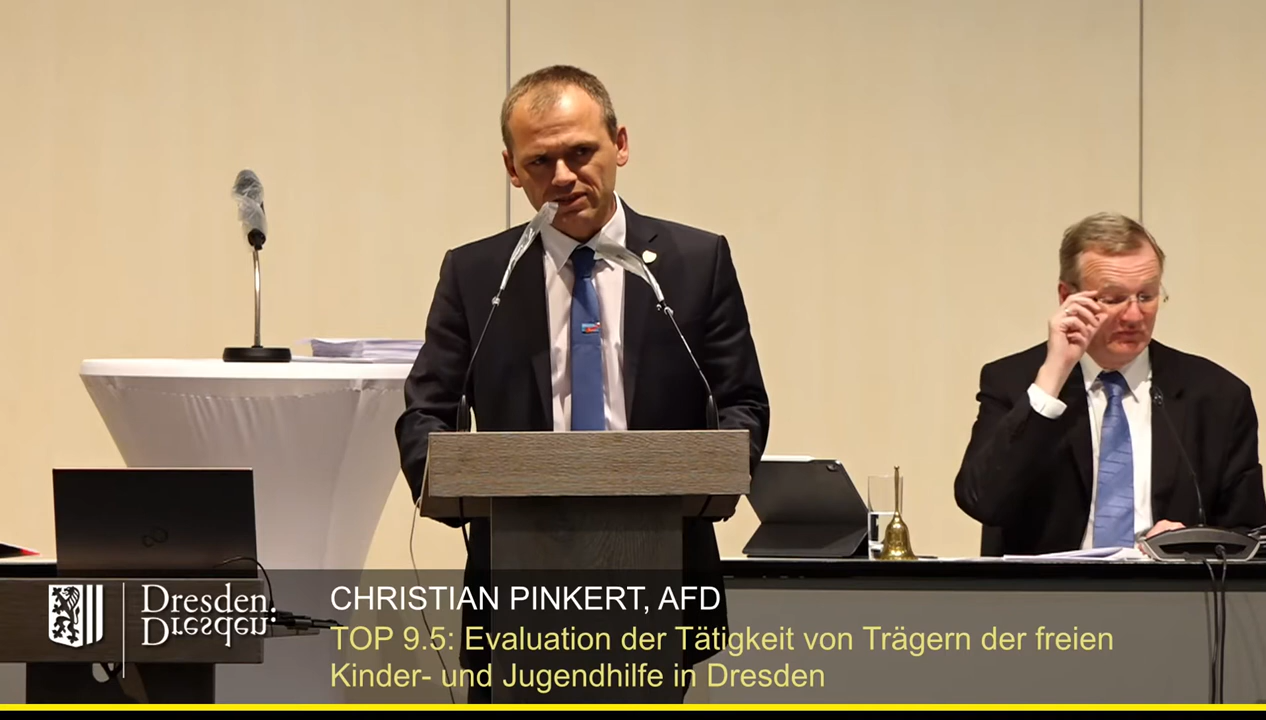 Dresden.
Dresden.
CHRISTIAN PINKERT, AFD
TOP 9.5: Evaluation der Tätigkeit von Trägern der freien
Kinder- und Jugendhilfe in Dresden